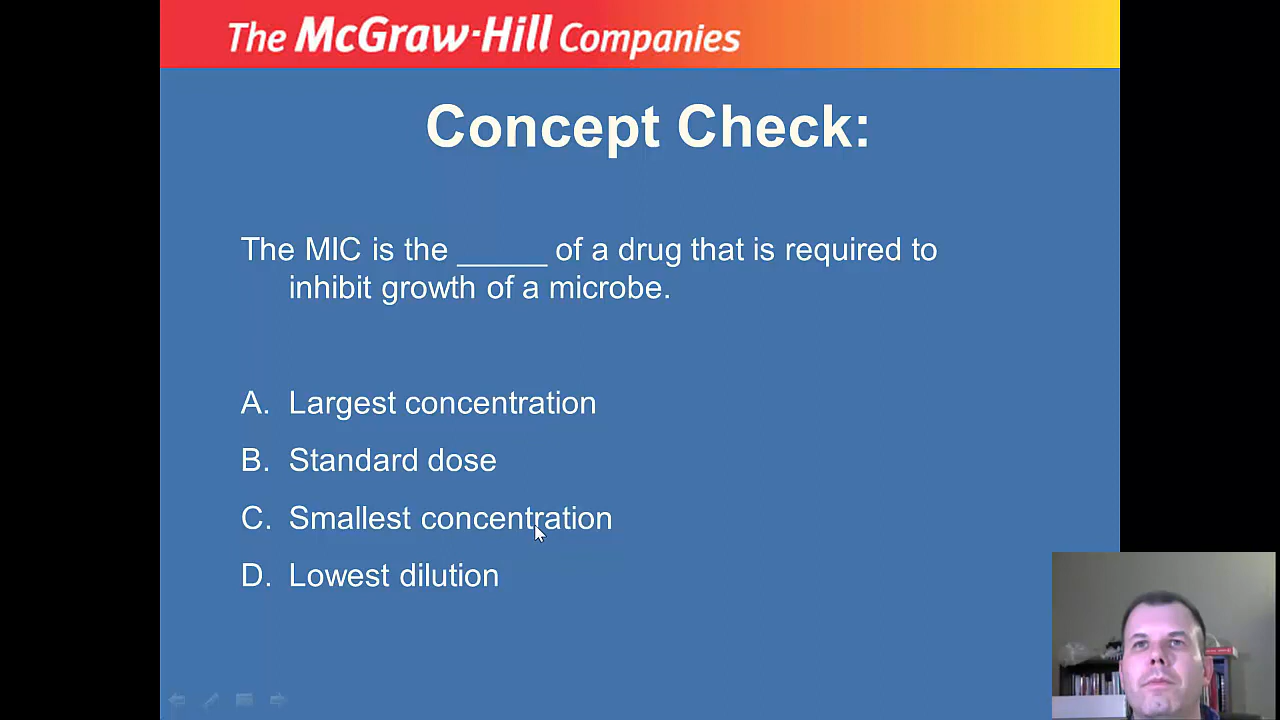 The McGraw-Hill Companies
Concept Check:
The MIC is the ______ of a drug that is required to
inhibit growth of a microbe.
A. Largest concentration
B. Standard dose
C. Smallest concentration
D. Lowest dilution